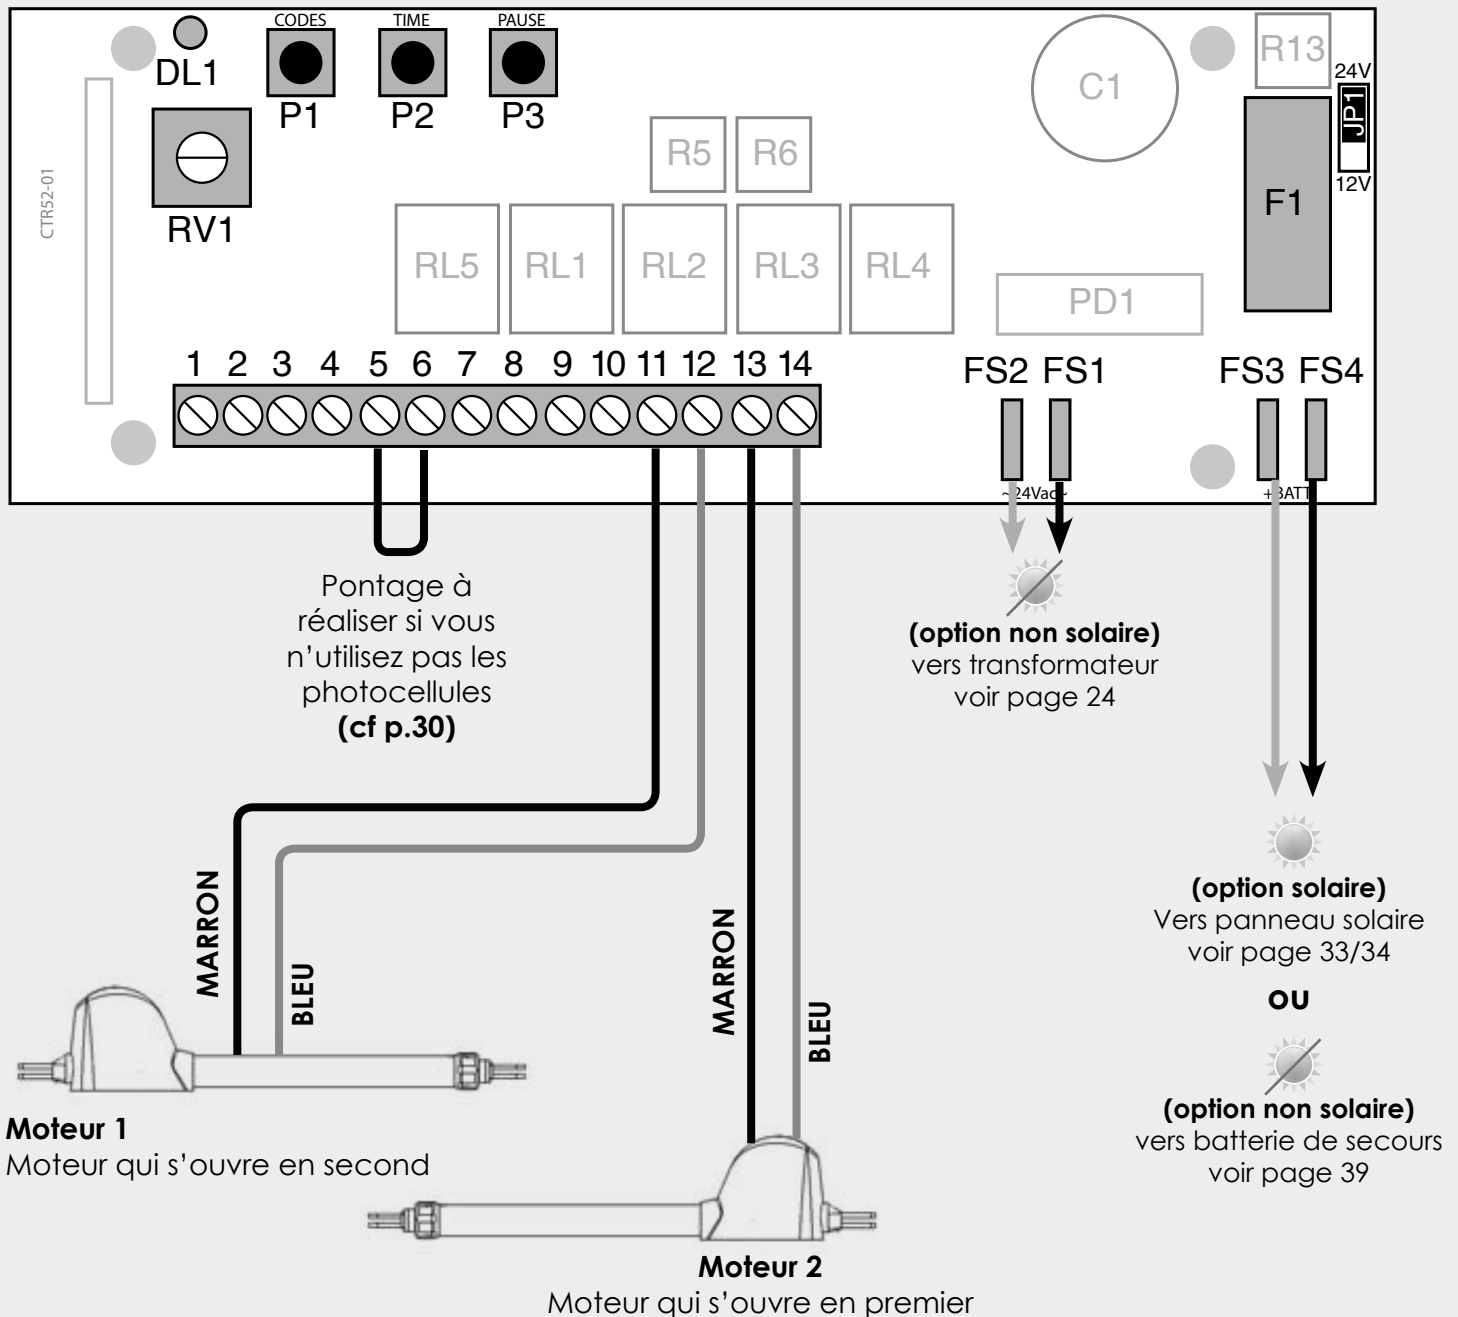 CODES TIME PAUSE
DL1
P1 P2 P3
C1
R13
24V
JP1
12V
F1
CTR52-01
RV1
R5 R6
RL5 RL1 RL2 RL3 RL4
PD1
1 2 3 4 5 6 7 8 9 10 11 12 13 14
FS2 FS1 FS3 FS4
~24Vac~
+BATT
Pontage à
réaliser si vous
n'utilisez pas les
photocellules
(cf p.30)
(option non solaire)
vers transformateur
voir page 24
(option solaire)
Vers panneau solaire
voir page 33/34
ou
(option non solaire)
vers batterie de secours
voir page 39
MARRON
BLEU
MARRON
BLEU
Moteur 1
Moteur qui s'ouvre en second
Moteur 2
Moteur qui s'ouvre en premier